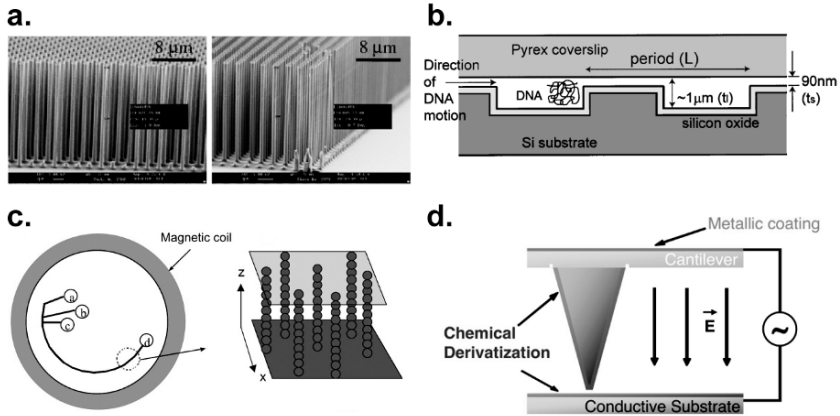 a.
8 μm
8 μm
b.
Pyrex coverslip
period (L)
Direction
of
DNA
motion
DNA
~1μm (tl)
90nm
(ts)
silicon oxide
Si substrate
c.
Magnetic coil
a
b
c
d
z
x
d.
Metallic coating
Cantilever
Chemical
Derivatization
E
~
Conductive Substrate